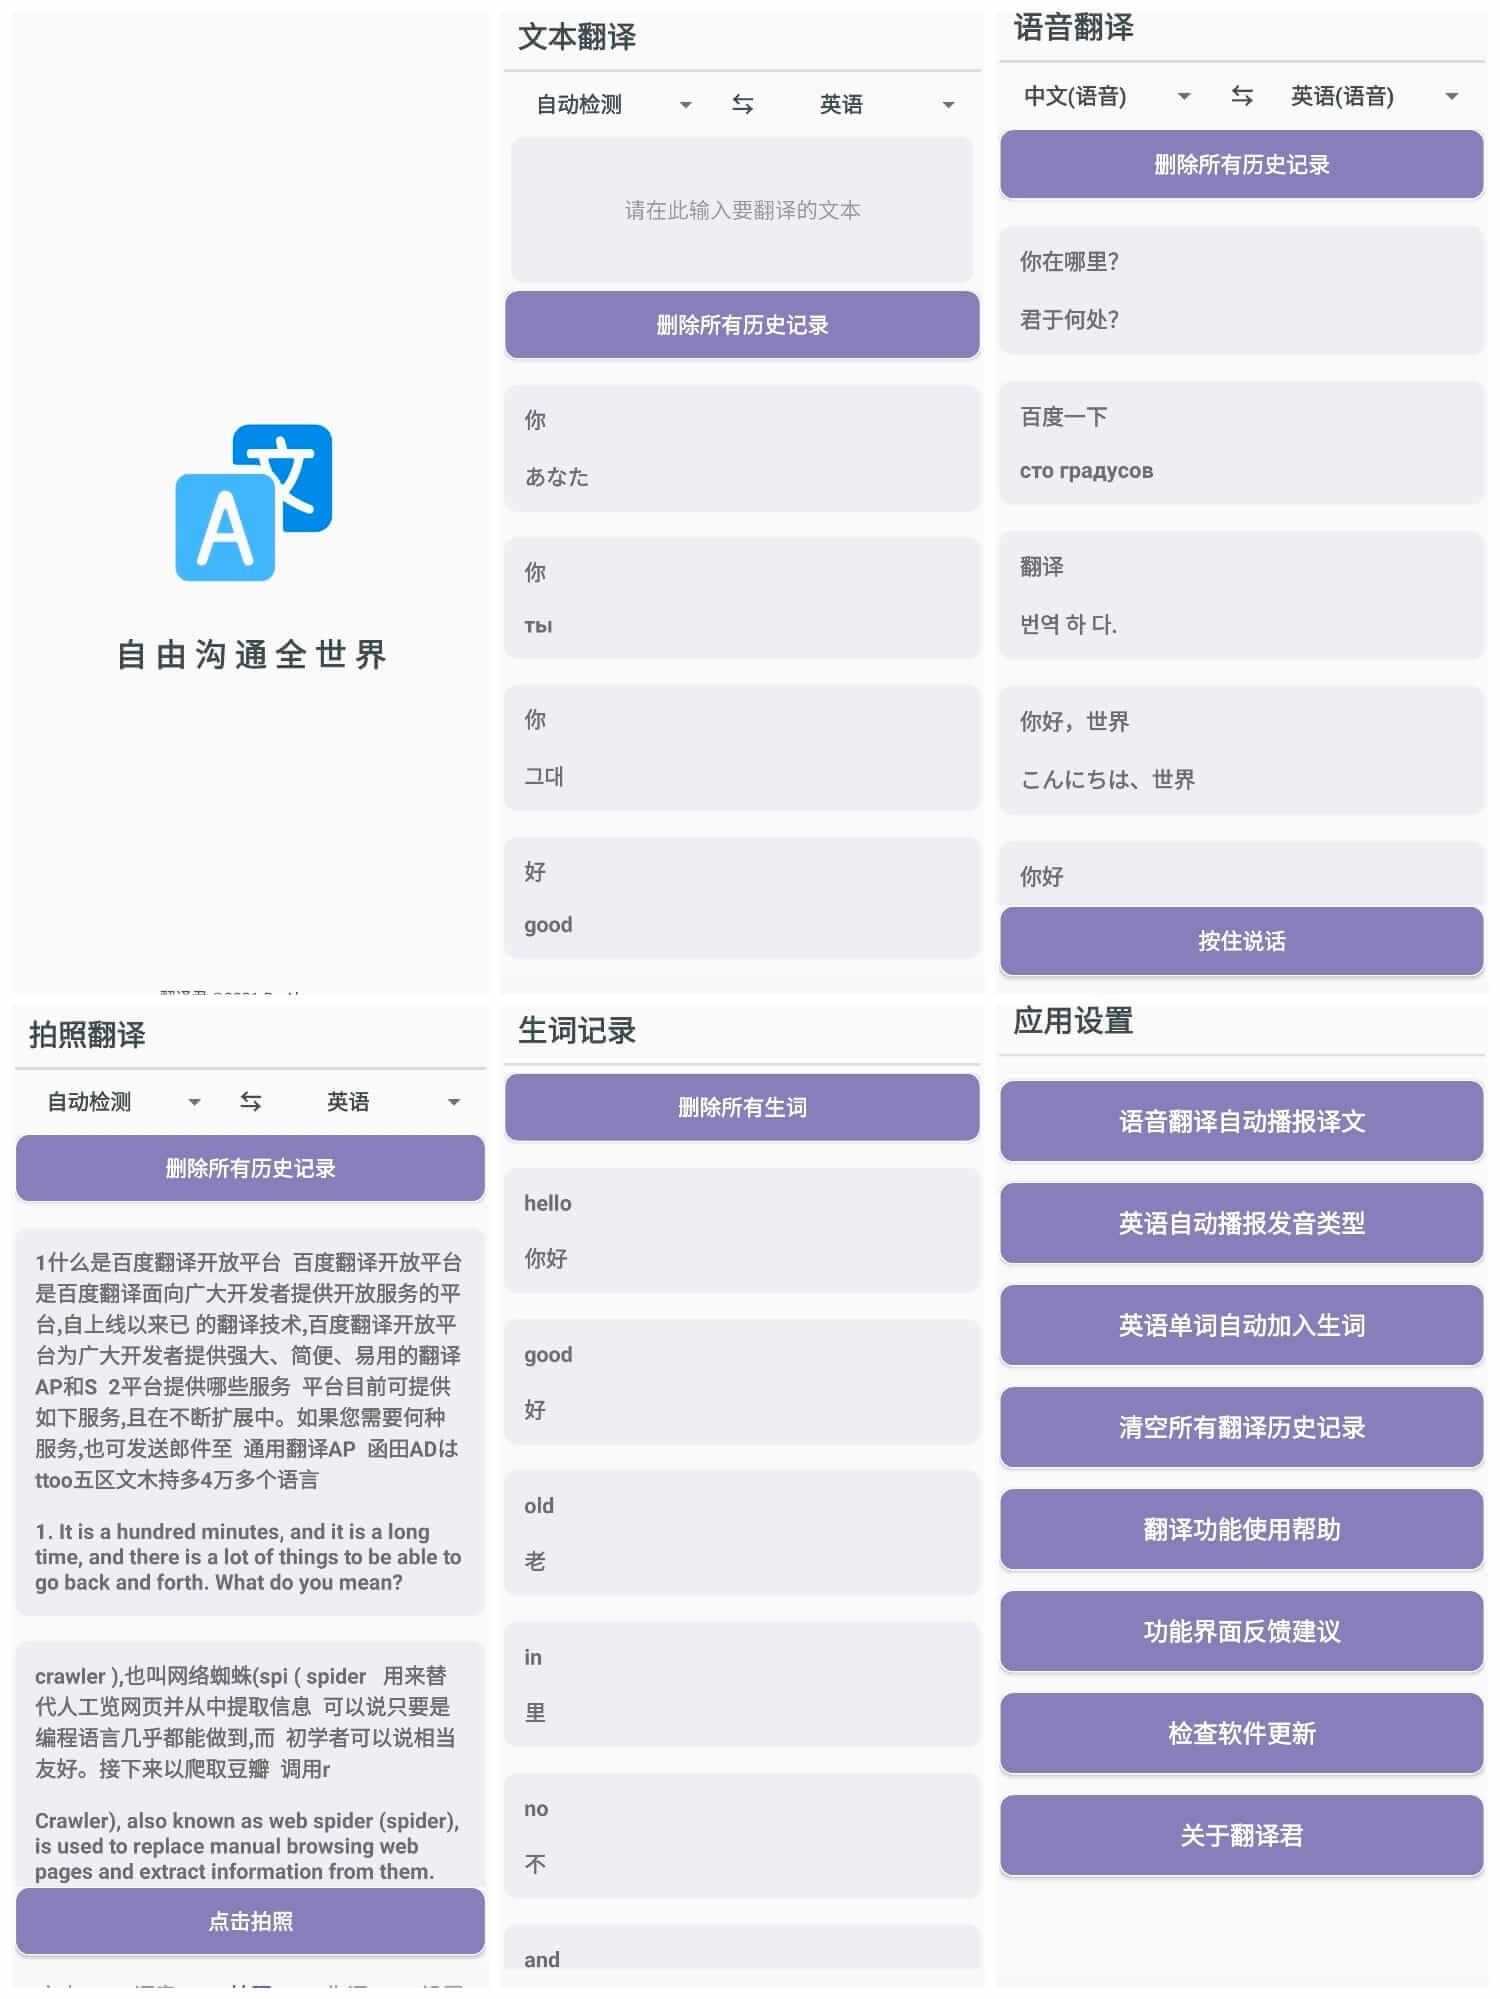 文
A
自由沟通全世界
文本翻译
自动检测
英语
请在此输入要翻译的文本
删除所有历史记录
你
あなた
你
ты
你
그대
好
good
语音翻译
中文(语音)
英语(语音)
删除所有历史记录
你在哪里?
君于何处?
百度一下
сто градусов
翻译
번역 하 다.
你好，世界
こんにちは、世界
你好
按住说话
拍照翻译
自动检测
英语
删除所有历史记录
1什么是百度翻译开放平台 百度翻译开放平台
是百度翻译面向广大开发者提供开放服务的平
台,自上线以来已 的翻译技术,百度翻译开放平
台为广大开发者提供强大、简便、易用的翻译
AP和S 2平台提供哪些服务 平台目前可提供
如下服务,且在不断扩展中。如果您需要何种
服务,也可发送郎件至 通用翻译AP 函田ADは
ttoo五区文木持多4万多个语言
1. It is a hundred minutes, and it is a long
time, and there is a lot of things to be able to
go back and forth. What do you mean?
crawler ),也叫网络蜘蛛(spi ( spider 用来替
代人工览网页并从中提取信息 可以说只要是
编程语言几乎都能做到,而 初学者可以说相当
友好。接下来以爬取豆瓣 调用r
Crawler), also known as web spider (spider),
is used to replace manual browsing web
pages and extract information from them.
点击拍照
生词记录
删除所有生词
hello
你好
good
好
old
老
in
里
no
不
and
应用设置
语音翻译自动播报译文
英语自动播报发音类型
英语单词自动加入生词
清空所有翻译历史记录
翻译功能使用帮助
功能界面反馈建议
检查软件更新
关于翻译君